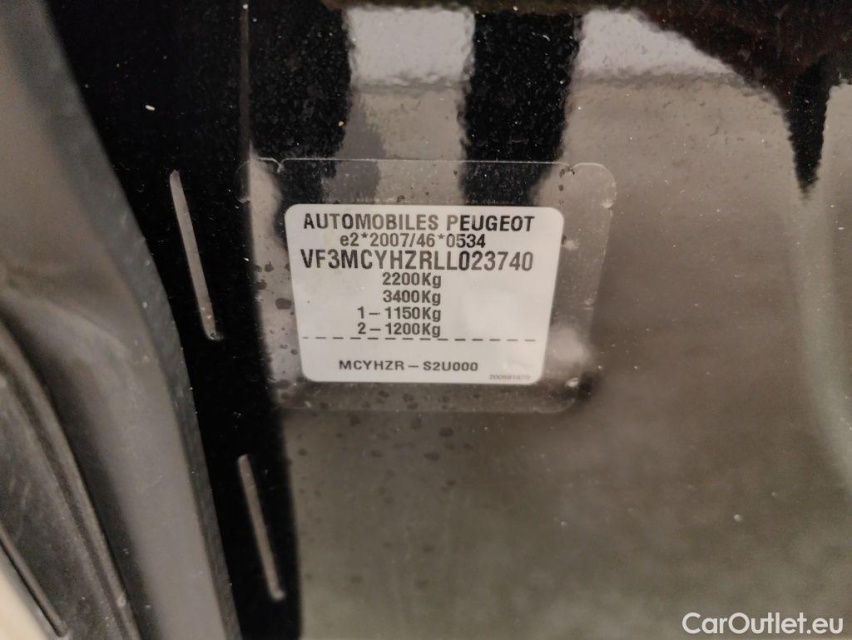 AUTOMOBILES PEUGEOT
e2*2007/46*0534
VF3MCYHZRLL023740
2200Kg
3400Kg
1-1150Kg
2-1200Kg
MCYHZR-S2U000
CarOutlet.eu